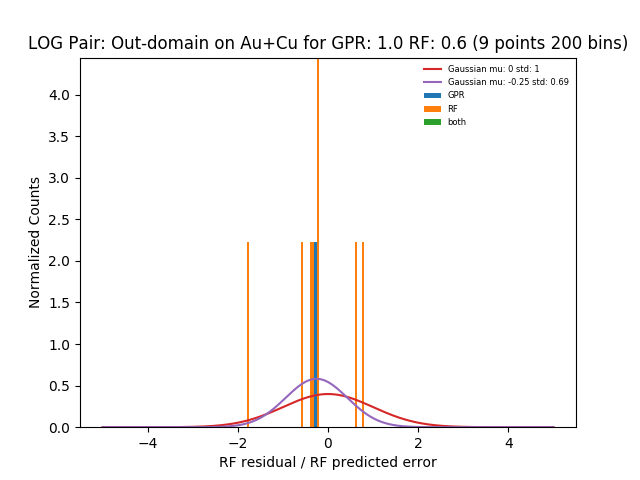 LOG Pair: Out-domain on Au+Cu for GPR: 1.0 RF: 0.6 (9 points 200 bins)
Gaussian mu: 0 std: 1
Gaussian mu: -0.25 std: 0.69
GPR
RF
both
Normalized Counts
4.0
3.5
3.0
2.5
2.0
1.5
1.0
0.5
0.0
−4
−2
0
2
4
RF residual / RF predicted error